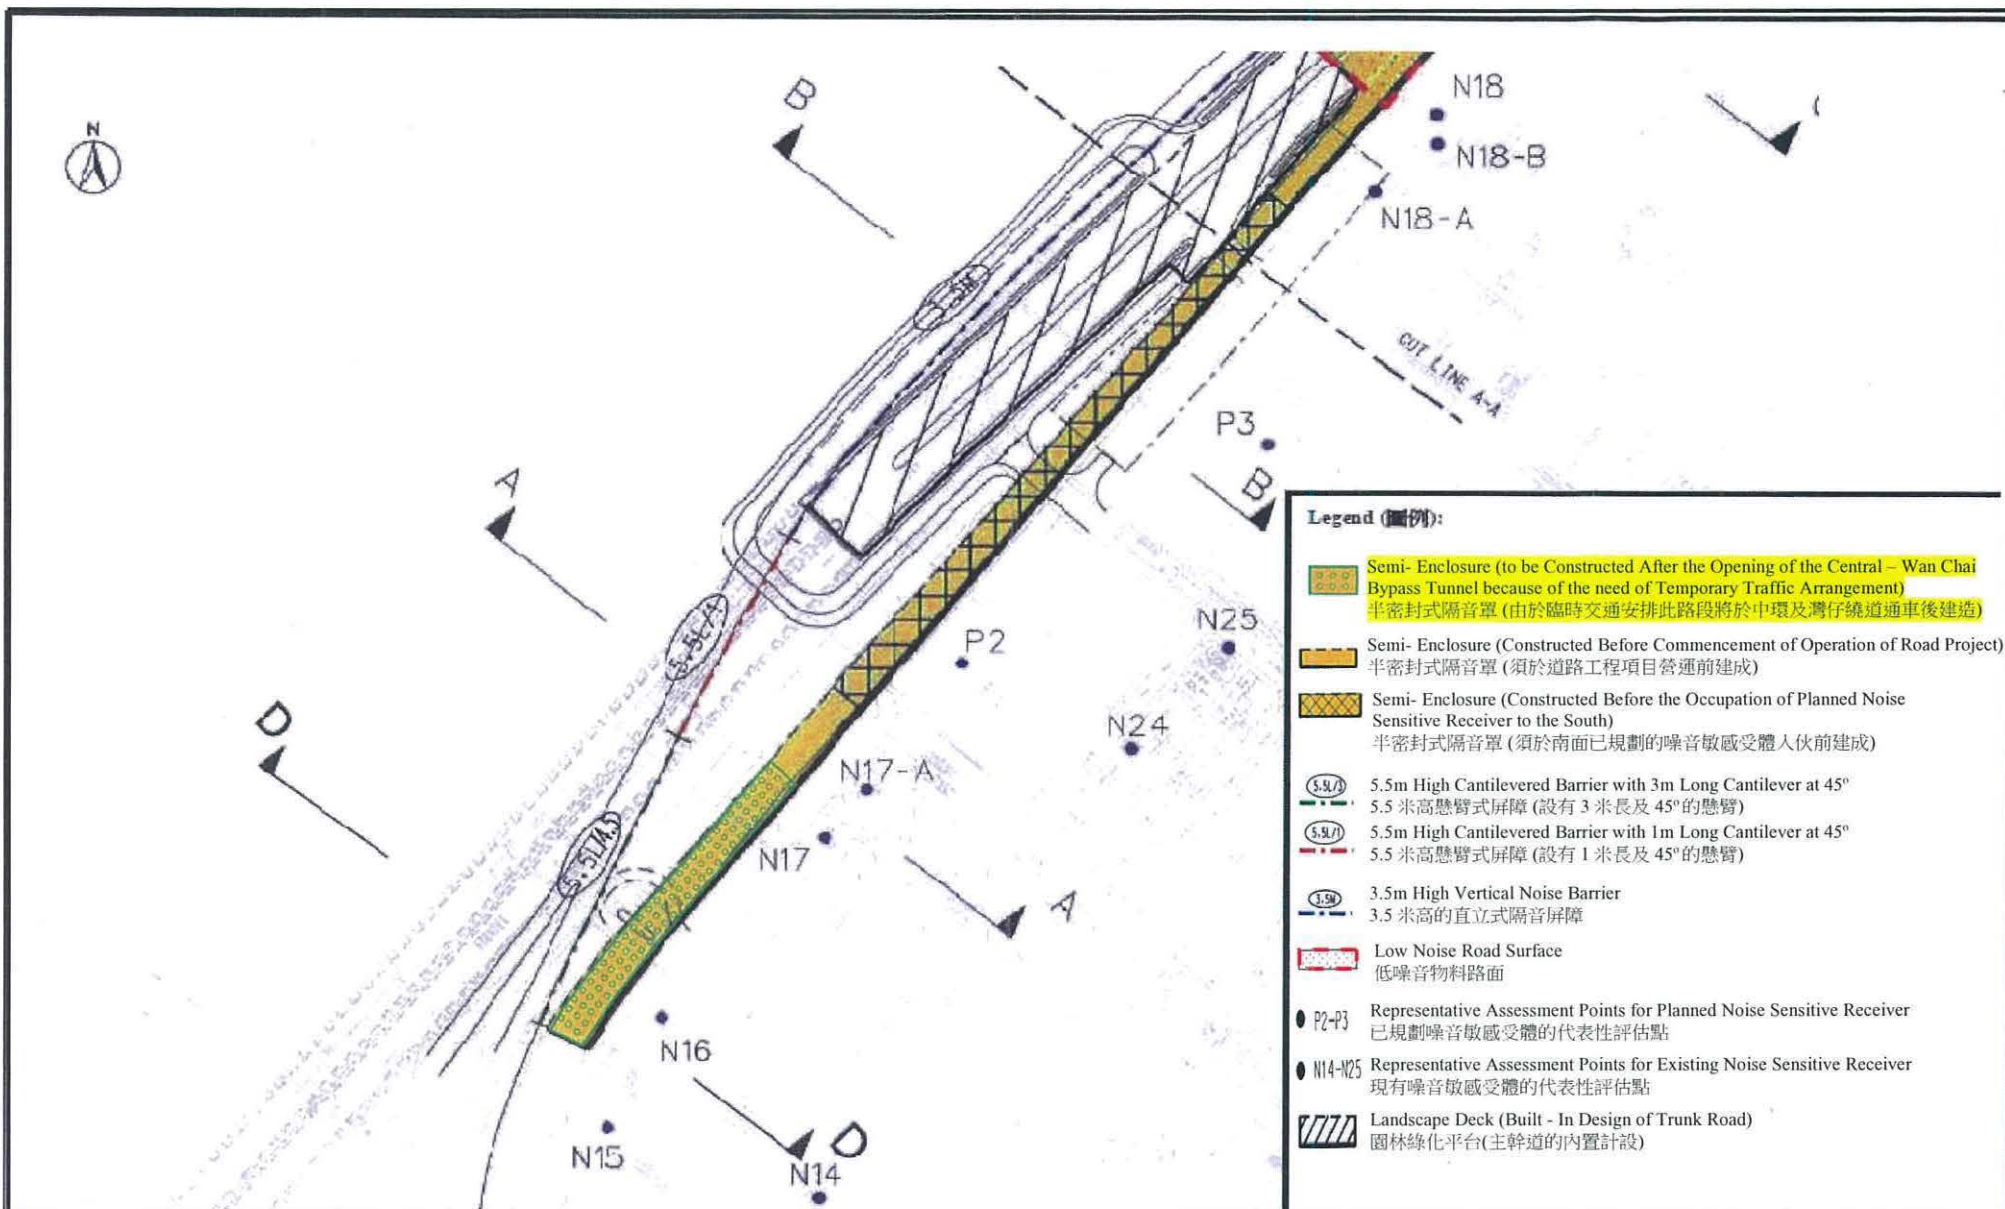 N
B
N18
N18-B
N18-A
CUT LINE A-A
P3
B
A
5.5L/1
P2
N25
N24
D
N17-A
N17
A
N16
D
N15
N14
Legend (圖例):
Semi- Enclosure (to be Constructed After the Opening of the Central – Wan Chai
Bypass Tunnel because of the need of Temporary Traffic Arrangement)
半密封式隔音罩 (由於臨時交通安排此路段將於中環及灣仔繞道通車後建造)
Semi- Enclosure (Constructed Before Commencement of Operation of Road Project)
半密封式隔音罩 (須於道路工程項目營運前建成)
Semi- Enclosure (Constructed Before the Occupation of Planned Noise
Sensitive Receiver to the South)
半密封式隔音罩 (須於南面已規劃的噪音敏感受體入伙前建成)
5.5L/3 5.5m High Cantilevered Barrier with 3m Long Cantilever at 45°
5.5 米高懸臂式屏障 (設有 3 米長及 45° 的懸臂)
5.5L/1 5.5m High Cantilevered Barrier with 1m Long Cantilever at 45°
5.5 米高懸臂式屏障 (設有 1 米長及 45° 的懸臂)
3.5M 3.5m High Vertical Noise Barrier
3.5 米高的直立式隔音屏障
Low Noise Road Surface
低噪音物料路面
P2-P3 Representative Assessment Points for Planned Noise Sensitive Receiver
已規劃噪音敏感受體的代表性評估點
N14-N25 Representative Assessment Points for Existing Noise Sensitive Receiver
現有噪音敏感受體的代表性評估點
Landscape Deck (Built - In Design of Trunk Road)
園林綠化平台(主幹道的內置計設)